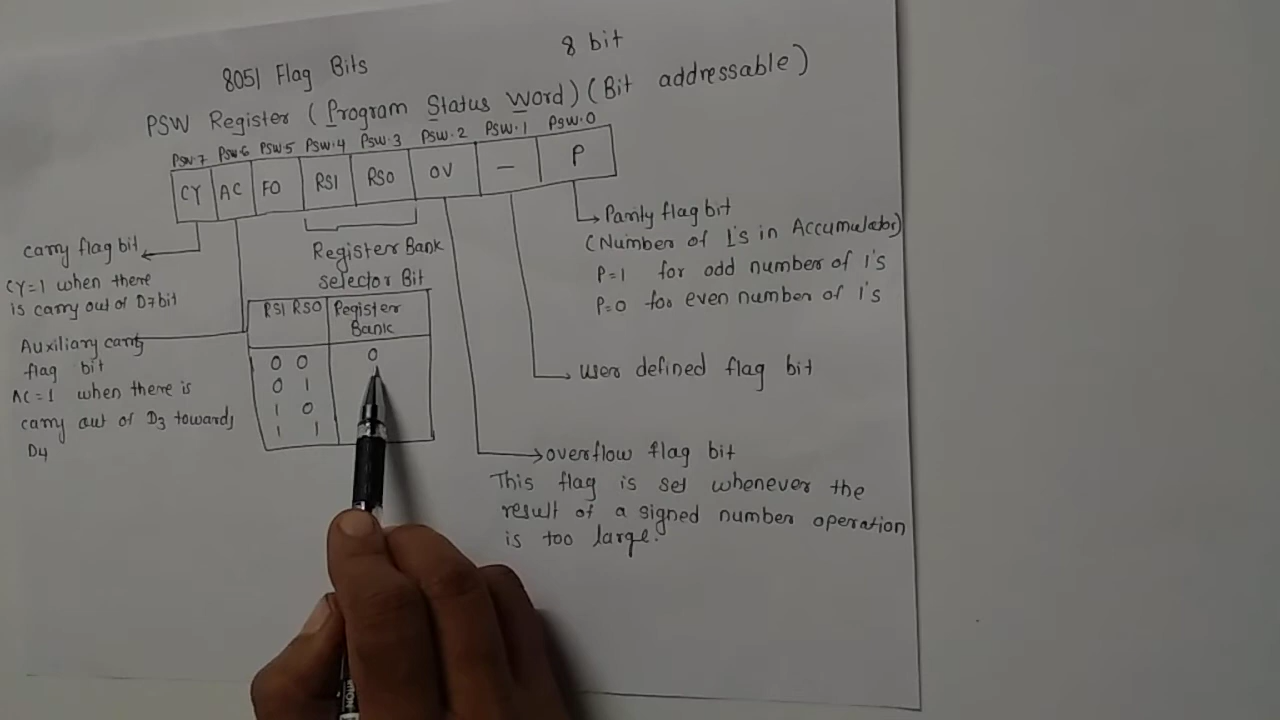 8 bit
8051 Flag Bits
PSW Register (Program Status Word) (Bit addressable)
PSW.7 PSW.6 PSW.5 PSW.4 PSW.3 PSW.2 PSW.1 PSW.0
CY AC F0 RS1 RS0 OV — P
carry flag bit
CY=1 when there
is carry out of D7 bit
Auxiliary carry
flag bit
AC=1 when there is
carry out of D3 towards
D4
Register Bank
selector Bit
RS1 RS0 Register
Bank
0 0 0
0 1
1 0
1 1
Parity flag bit
(Number of 1's in Accumulator)
P=1 for odd number of 1's
P=0 foo even number of 1's
user defined flag bit
overflow flag bit
This flag is set whenever the
result of a signed number operation
is too large.